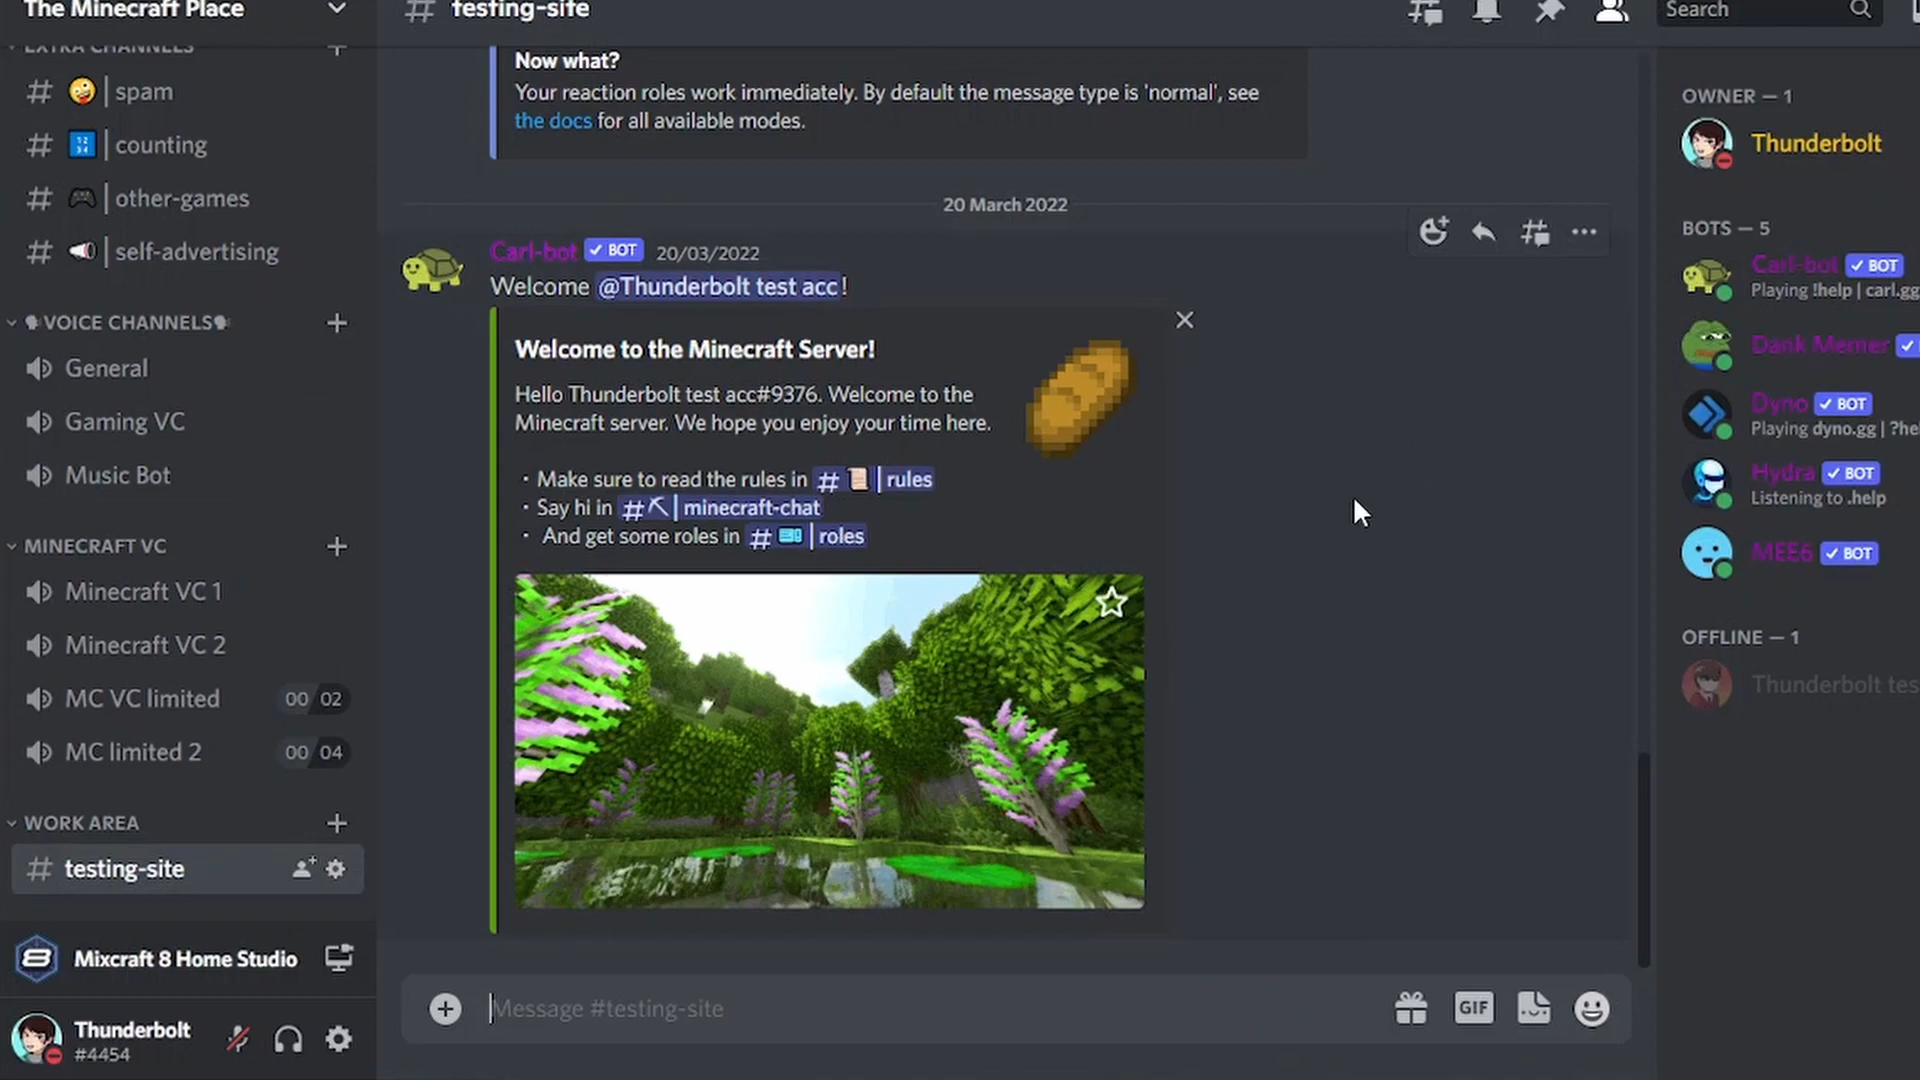 The Minecraft Place
EXTRA CHANNELS
spam
counting
other-games
self-advertising
VOICE CHANNELS
General
Gaming VC
Music Bot
MINECRAFT VC
Minecraft VC 1
Minecraft VC 2
MC VC limited 00 02
MC limited 2 00 04
WORK AREA
# testing-site
Mixcraft 8 Home Studio
Thunderbolt
#4454
# testing-site
Now what?
Your reaction roles work immediately. By default the message type is 'normal', see
the docs for all available modes.
20 March 2022
Carl-bot BOT 20/03/2022
Welcome @Thunderbolt test acc!
Welcome to the Minecraft Server!
Hello Thunderbolt test acc#9376. Welcome to the
Minecraft server. We hope you enjoy your time here.
· Make sure to read the rules in # 📜 | rules
· Say hi in # ⛏ | minecraft-chat
· And get some roles in # 🎫 | roles
Message #testing-site
GIF
Search
OWNER — 1
Thunderbolt
BOTS — 5
Carl-bot BOT
Playing !help | carl.gg
Dank Memer
Dyno BOT
Playing dyno.gg | ?hel
Hydra BOT
Listening to .help
MEE6 BOT
OFFLINE — 1
Thunderbolt tes